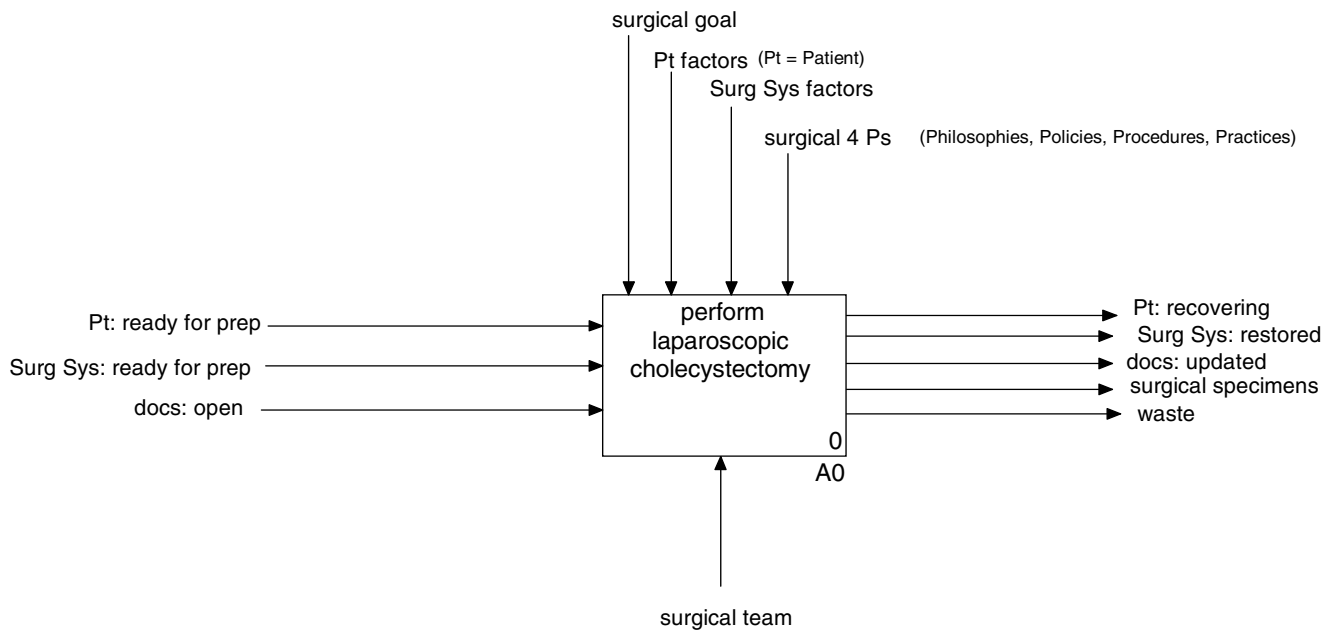 surgical goal
Pt factors (Pt = Patient)
Surg Sys factors
surgical 4 Ps (Philosophies, Policies, Procedures, Practices)
Pt: ready for prep
Surg Sys: ready for prep
docs: open
perform
laparoscopic
cholecystectomy
0
A0
Pt: recovering
Surg Sys: restored
docs: updated
surgical specimens
waste
surgical team